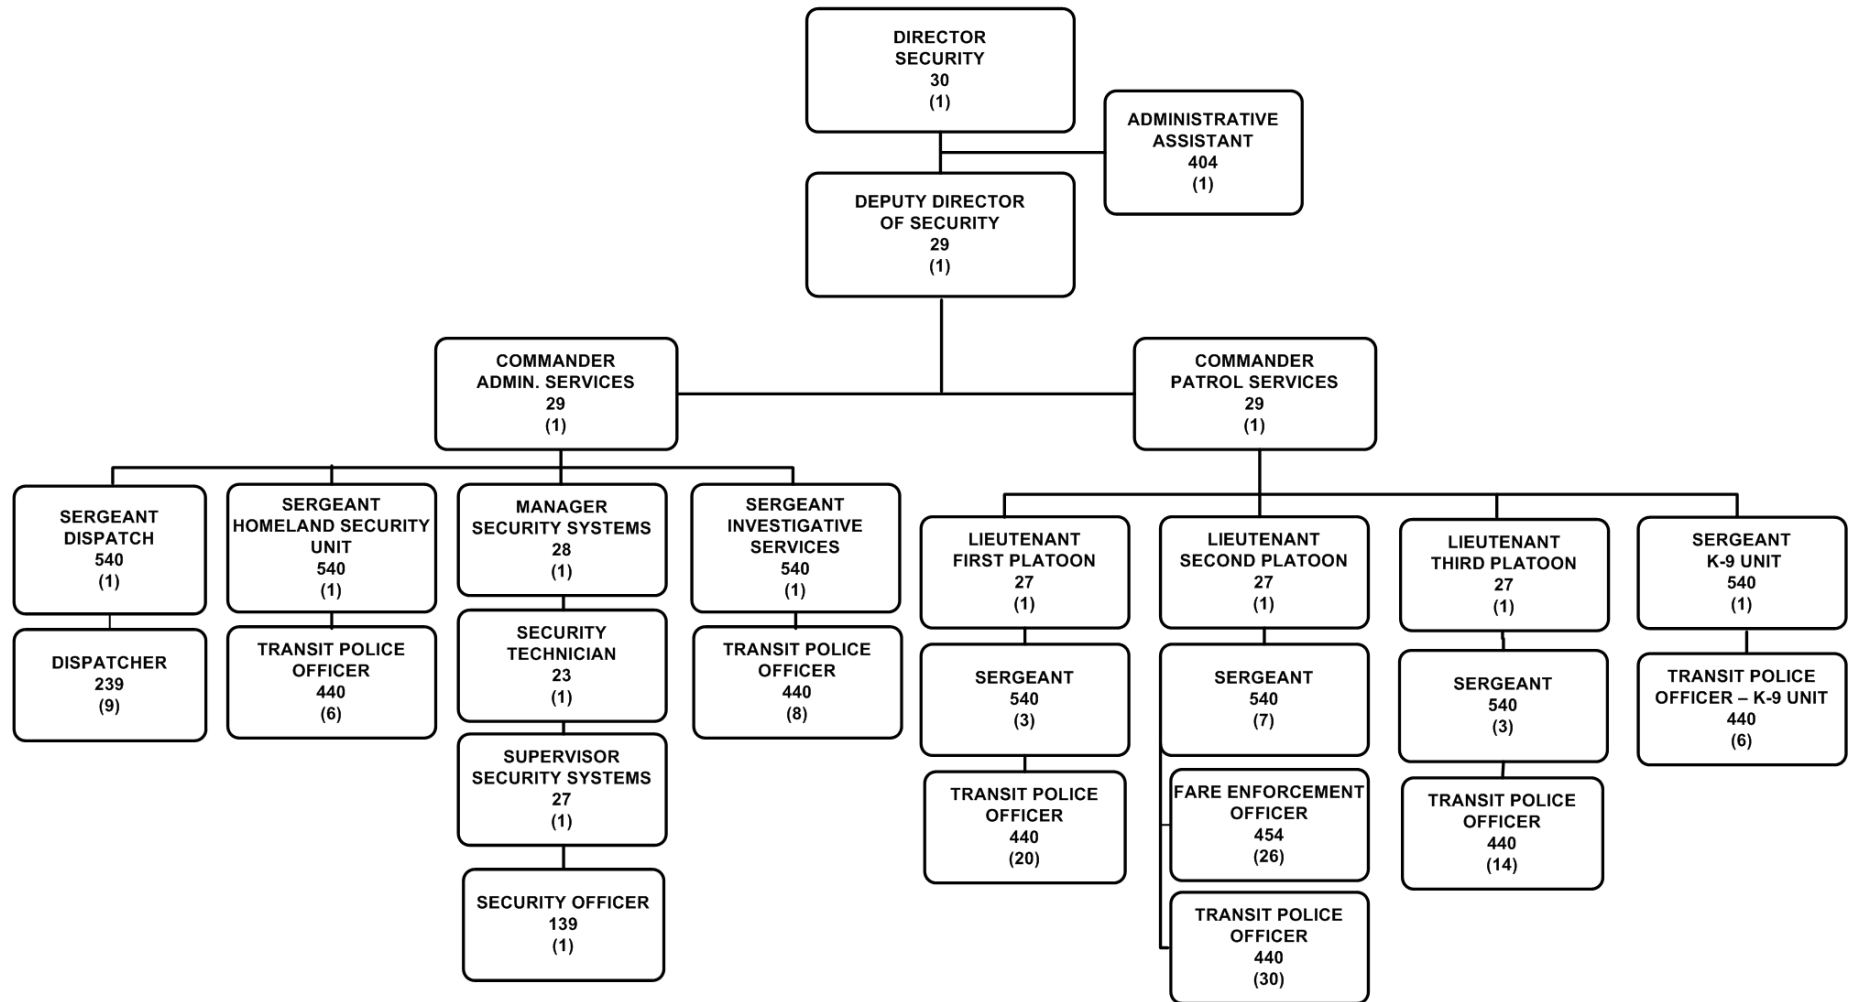 DIRECTOR
SECURITY
30
(1)
ADMINISTRATIVE
ASSISTANT
404
(1)
DEPUTY DIRECTOR
OF SECURITY
29
(1)
COMMANDER
ADMIN. SERVICES
29
(1)
COMMANDER
PATROL SERVICES
29
(1)
SERGEANT
DISPATCH
540
(1)
SERGEANT
HOMELAND SECURITY
UNIT
540
(1)
MANAGER
SECURITY SYSTEMS
28
(1)
SERGEANT
INVESTIGATIVE
SERVICES
540
(1)
LIEUTENANT
FIRST PLATOON
27
(1)
LIEUTENANT
SECOND PLATOON
27
(1)
LIEUTENANT
THIRD PLATOON
27
(1)
SERGEANT
K-9 UNIT
540
(1)
DISPATCHER
239
(9)
TRANSIT POLICE
OFFICER
440
(6)
SECURITY
TECHNICIAN
23
(1)
TRANSIT POLICE
OFFICER
440
(8)
SERGEANT
540
(3)
SERGEANT
540
(7)
SERGEANT
540
(3)
TRANSIT POLICE
OFFICER – K-9 UNIT
440
(6)
SUPERVISOR
SECURITY SYSTEMS
27
(1)
TRANSIT POLICE
OFFICER
440
(20)
FARE ENFORCEMENT
OFFICER
454
(26)
TRANSIT POLICE
OFFICER
440
(14)
SECURITY OFFICER
139
(1)
TRANSIT POLICE
OFFICER
440
(30)